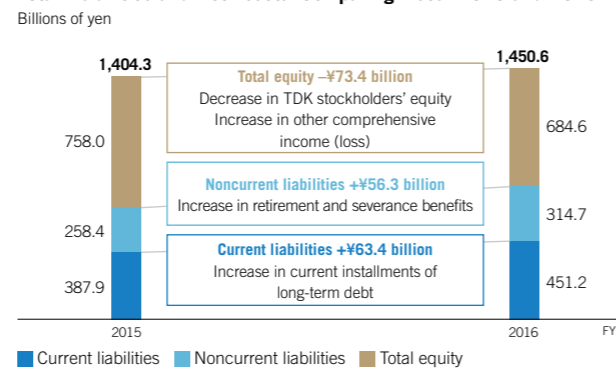 Billions of yen
1,404.3
1,450.6
Total equity –¥73.4 billion
Decrease in TDK stockholders' equity
Increase in other comprehensive
income (loss)
758.0
684.6
Noncurrent liabilities +¥56.3 billion
Increase in retirement and severance benefits
258.4
314.7
Current liabilities +¥63.4 billion
Increase in current installments of
long-term debt
387.9
451.2
2015
2016
FY
Current liabilities
Noncurrent liabilities
Total equity